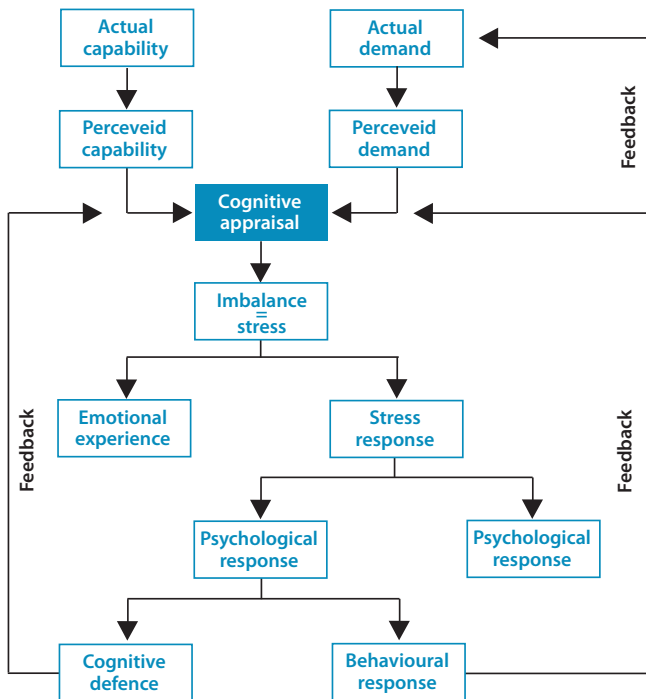 Actual
capability
Actual
demand
Perceveid
capability
Perceveid
demand
Feedback
Cognitive
appraisal
Imbalance
=
stress
Emotional
experience
Stress
response
Feedback
Feedback
Psychological
response
Psychological
response
Cognitive
defence
Behavioural
response